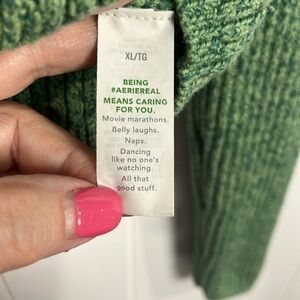 XL/TG
BEING
#AERIEREAL
MEANS CARING
FOR YOU.
Movie marathons.
Belly laughs.
Naps.
Dancing
like no one's
watching.
All that
good stuff.